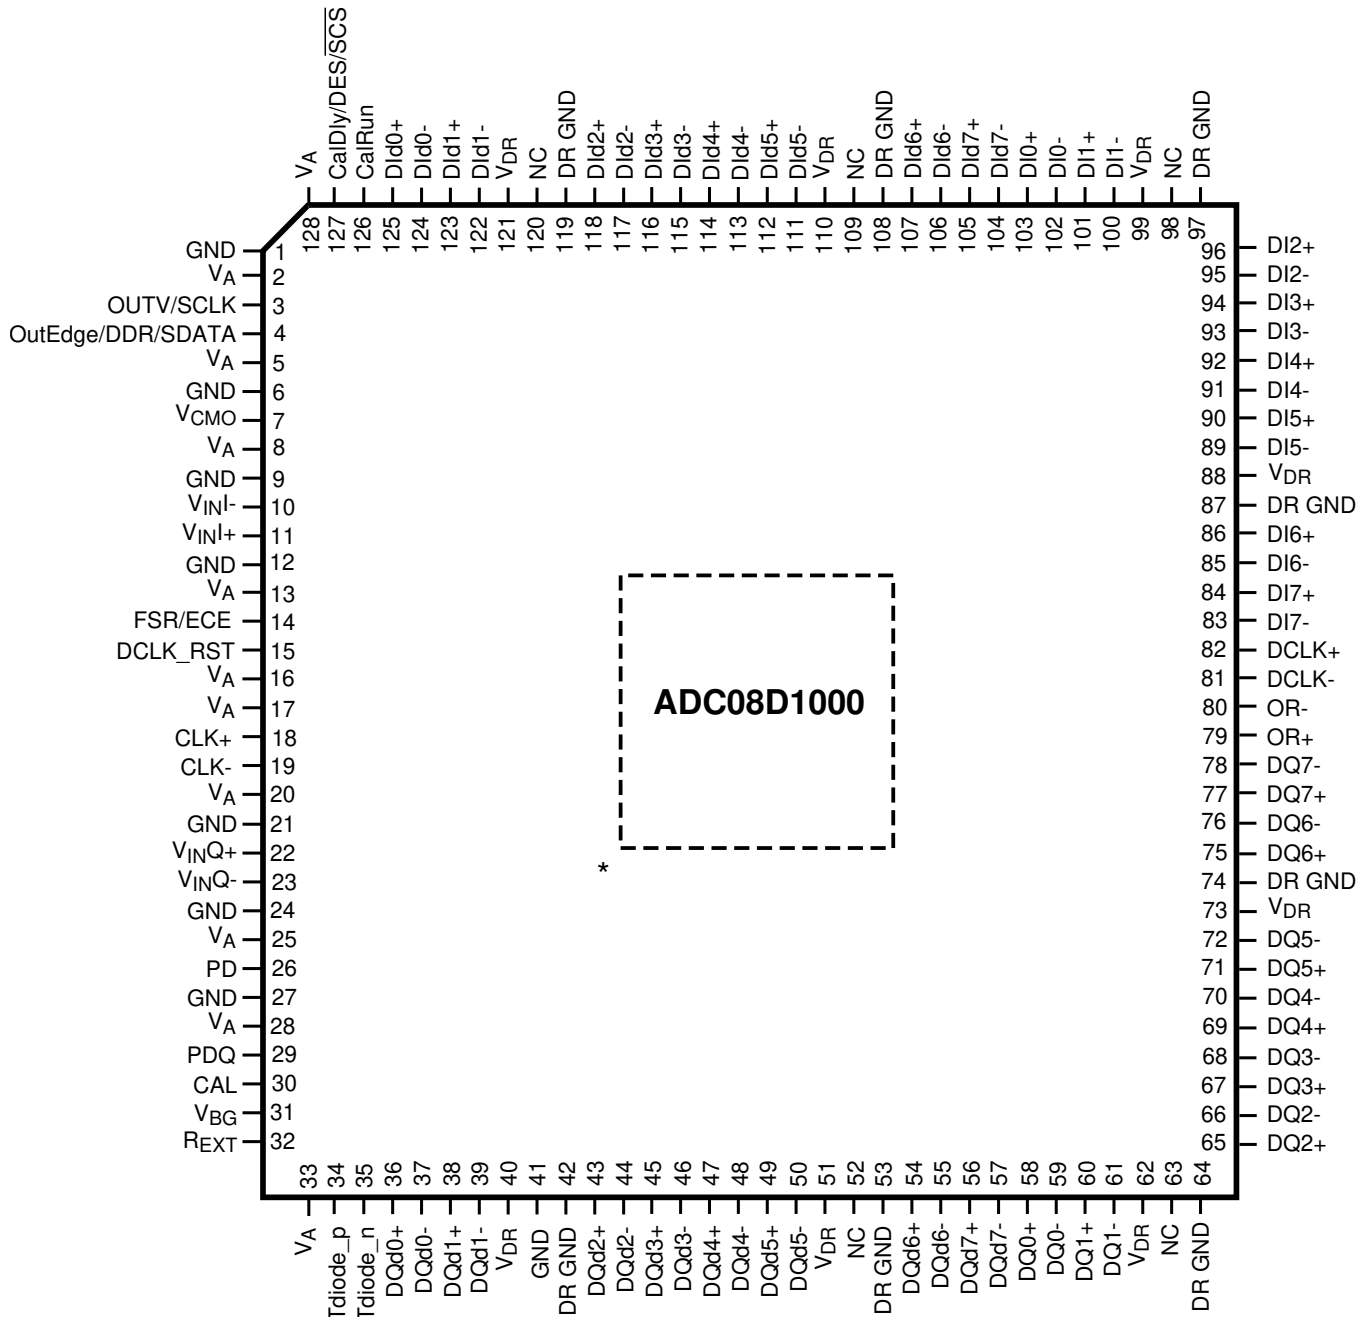 VA
CalDly/DES/SCS
CalRun
DId0+
DId0-
DId1+
DId1-
VDR
NC
DR GND
DId2+
DId2-
DId3+
DId3-
DId4+
DId4-
DId5+
DId5-
VDR
NC
DR GND
DId6+
DId6-
DId7+
DId7-
DI0+
DI0-
DI1+
DI1-
VDR
NC
DR GND
128
127
126
125
124
123
122
121
120
119
118
117
116
115
114
113
112
111
110
109
108
107
106
105
104
103
102
101
100
99
98
97
GND 1
VA 2
OUTV/SCLK 3
OutEdge/DDR/SDATA 4
VA 5
GND 6
VCMO 7
VA 8
GND 9
VINI- 10
VINI+ 11
GND 12
VA 13
FSR/ECE 14
DCLK_RST 15
VA 16
VA 17
CLK+ 18
CLK- 19
VA 20
GND 21
VINQ+ 22
VINQ- 23
GND 24
VA 25
PD 26
GND 27
VA 28
PDQ 29
CAL 30
VBG 31
REXT 32
ADC08D1000
*
96 DI2+
95 DI2-
94 DI3+
93 DI3-
92 DI4+
91 DI4-
90 DI5+
89 DI5-
88 VDR
87 DR GND
86 DI6+
85 DI6-
84 DI7+
83 DI7-
82 DCLK+
81 DCLK-
80 OR-
79 OR+
78 DQ7-
77 DQ7+
76 DQ6-
75 DQ6+
74 DR GND
73 VDR
72 DQ5-
71 DQ5+
70 DQ4-
69 DQ4+
68 DQ3-
67 DQ3+
66 DQ2-
65 DQ2+
33
34
35
36
37
38
39
40
41
42
43
44
45
46
47
48
49
50
51
52
53
54
55
56
57
58
59
60
61
62
63
64
VA
Tdiode_p
Tdiode_n
DQd0+
DQd0-
DQd1+
DQd1-
VDR
GND
DR GND
DQd2+
DQd2-
DQd3+
DQd3-
DQd4+
DQd4-
DQd5+
DQd5-
VDR
NC
DR GND
DQd6+
DQd6-
DQd7+
DQd7-
DQ0+
DQ0-
DQ1+
DQ1-
VDR
NC
DR GND